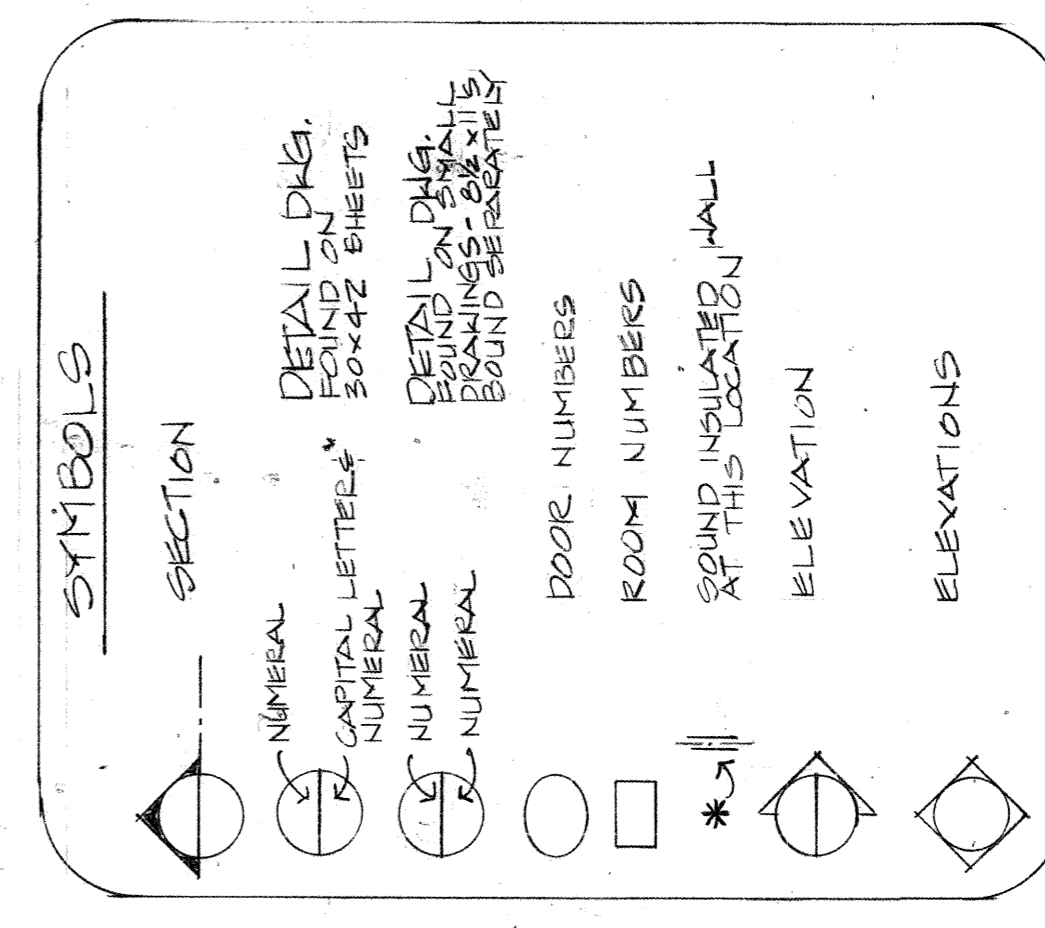 SYMBOLS
SECTION
NUMERAL
CAPITAL LETTERS*
NUMERAL
DETAIL DWG.
FOUND ON
30x42 SHEETS
NUMERAL
NUMERAL
DETAIL DWG.
FOUND ON SMALL
DRAWINGS - 8½ x 11'S
BOUND SEPARATELY
DOOR NUMBERS
ROOM NUMBERS
*
SOUND INSULATED WALL
AT THIS LOCATION
ELEVATION
ELEVATIONS